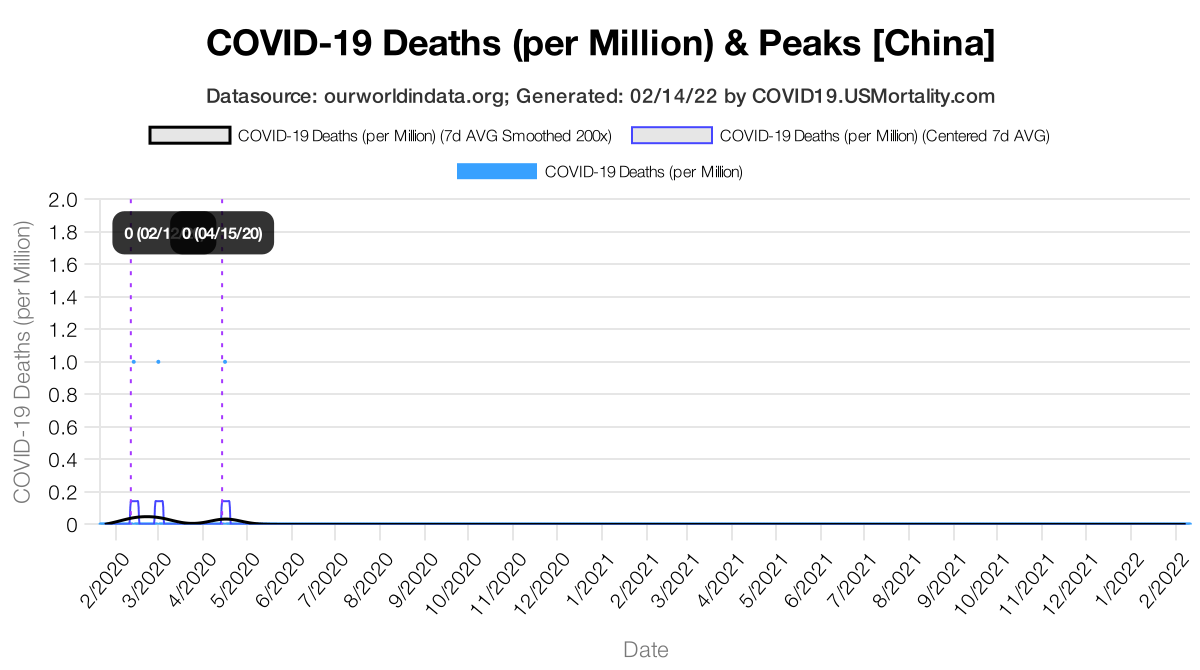 COVID-19 Deaths (per Million) & Peaks [China]
Datasource: ourworldindata.org; Generated: 02/14/22 by COVID19.USMortality.com
COVID-19 Deaths (per Million) (7d AVG Smoothed 200x) COVID-19 Deaths (per Million) (Centered 7d AVG)
COVID-19 Deaths (per Million)
COVID-19 Deaths (per Million)
2.0
1.8
1.6
1.4
1.2
1.0
0.8
0.6
0.4
0.2
0
0 (02/12 0 (04/15/20)
2/2020 3/2020 4/2020 5/2020 6/2020 7/2020 8/2020 9/2020 10/2020 11/2020 12/2020 1/2021 2/2021 3/2021 4/2021 5/2021 6/2021 7/2021 8/2021 9/2021 10/2021 11/2021 12/2021 1/2022 2/2022
Date